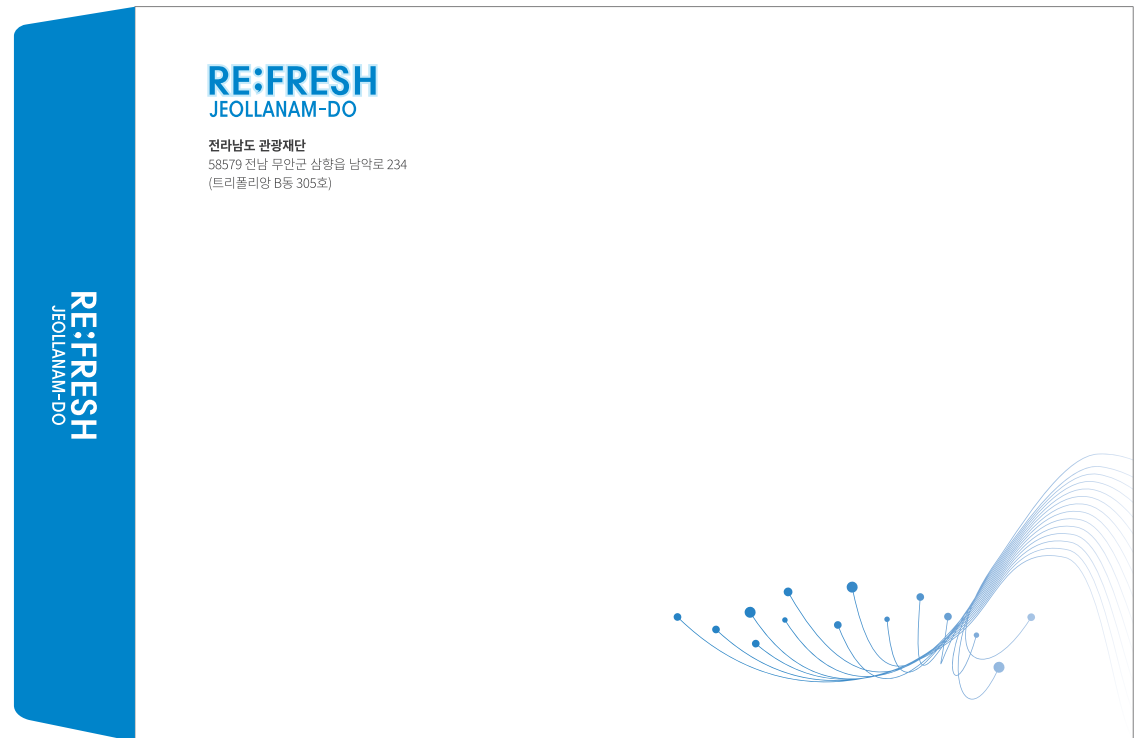 RE:FRESH
JEOLLANAM-DO
전라남도 관광재단
58579 전남 무안군 삼향읍 남악로 234
(트리폴리앙 B동 305호)
RE:FRESH
JEOLLANAM-DO